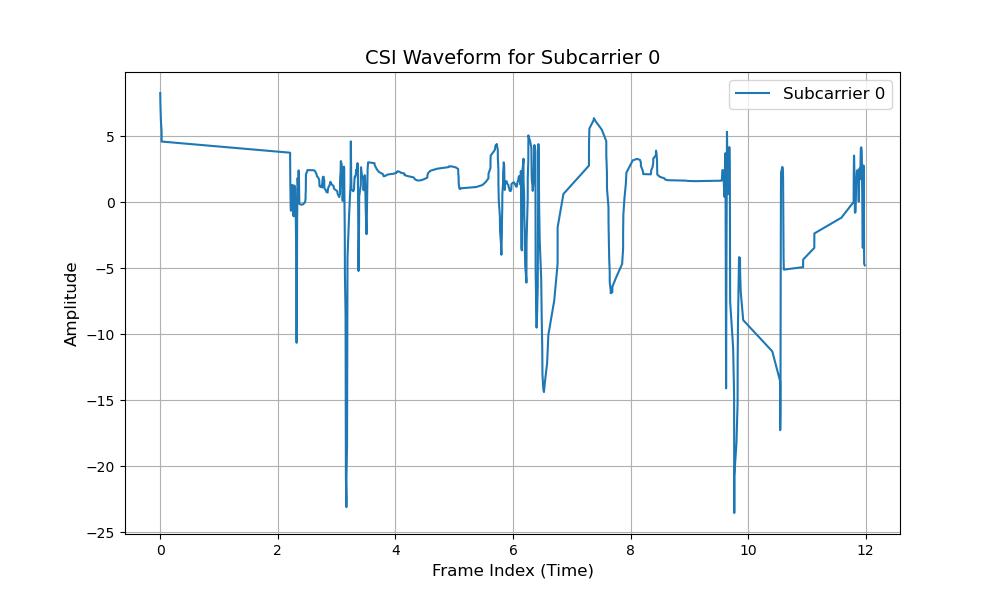 CSI Waveform for Subcarrier 0
Subcarrier 0
Amplitude
5
0
−5
−10
−15
−20
−25
0 2 4 6 8 10 12
Frame Index (Time)